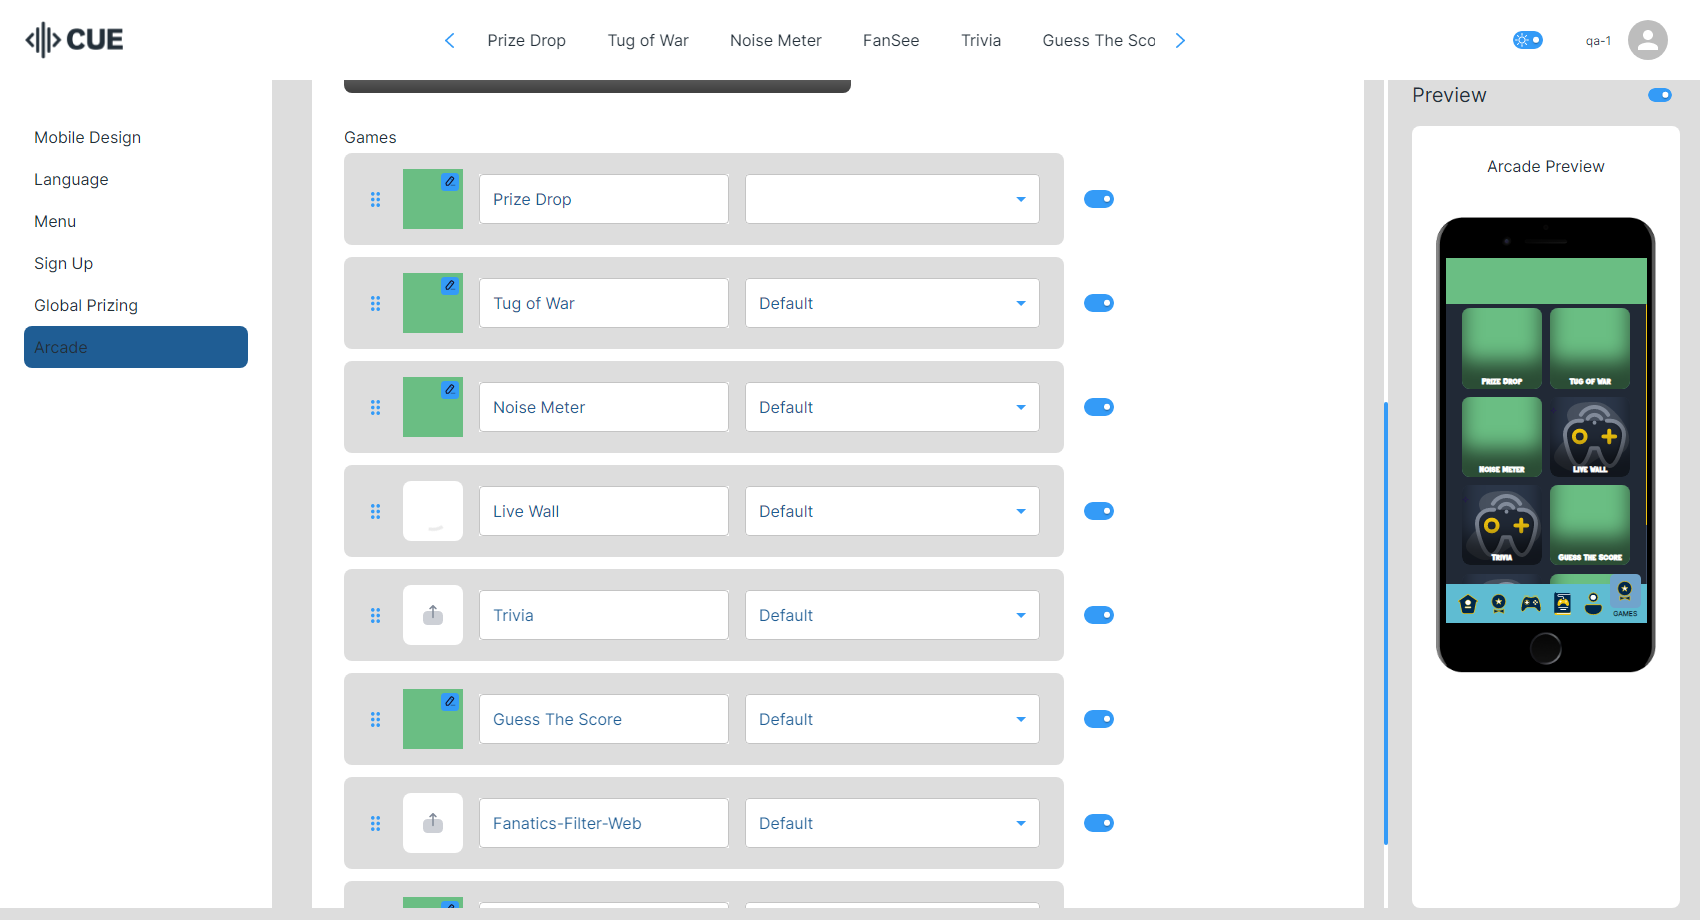 CUE
Prize Drop
Tug of War
Noise Meter
FanSee
Trivia
Guess The Sco
qa-1
Mobile Design
Language
Menu
Sign Up
Global Prizing
Arcade
Games
Prize Drop
Tug of War
Default
Noise Meter
Default
Live Wall
Default
Trivia
Default
Guess The Score
Default
Fanatics-Filter-Web
Default
Preview
Arcade Preview
Prize Drop
Tug of War
Noise Meter
Live Wall
Trivia
Guess The Score
GAMES